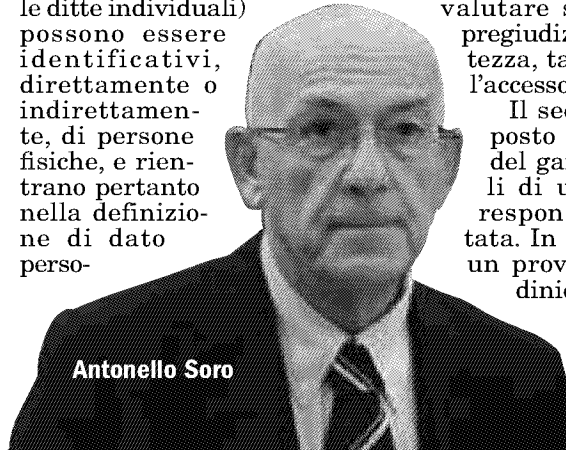 le ditte individuali)
possono essere
identificativi,
direttamente o
indirettamen-
te, di persone
fisiche, e rien-
trano pertanto
nella definizio-
ne di dato
perso-
valutare s
pregiudiz
tezza, ta
l'accesso
Il sec
posto
del ga
li di u
respon
tata. In
un prov
dinie
Antonello Soro